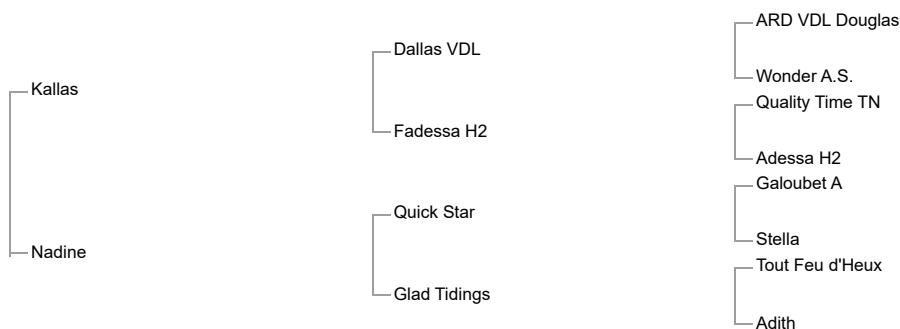 ARD VDL Douglas
Dallas VDL
Wonder A.S.
Kallas
Quality Time TN
Fadessa H2
Adessa H2
Galoubet A
Quick Star
Stella
Nadine
Tout Feu d'Heux
Glad Tidings
Adith